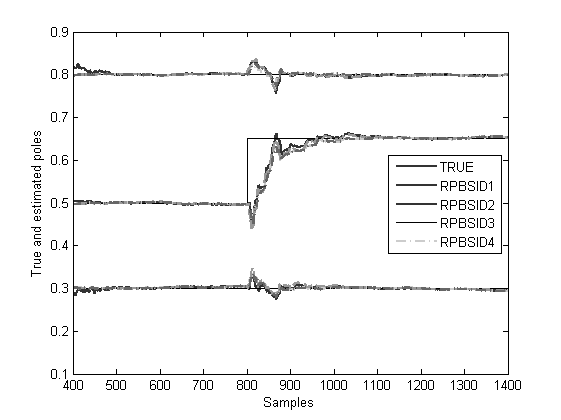 0.9
0.8
0.7
0.6
0.5
0.4
0.3
0.2
0.1
True and estimated poles
TRUE
RPBSID1
RPBSID2
RPBSID3
RPBSID4
400 500 600 700 800 900 1000 1100 1200 1300 1400
Samples